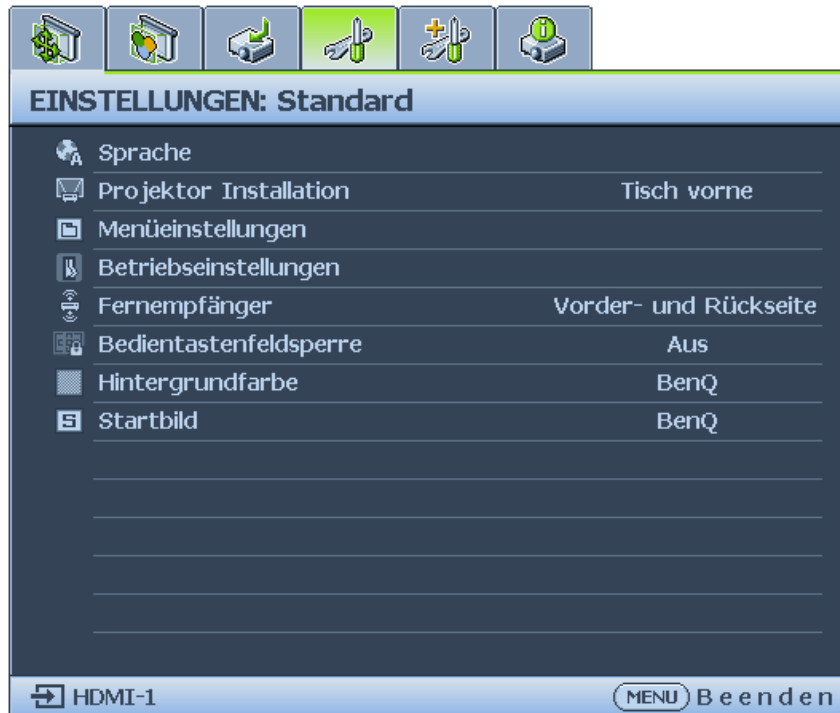 EINSTELLUNGEN: Standard
Sprache
Projektor Installation Tisch vorne
Menüeinstellungen
Betriebseinstellungen
Fernempfänger Vorder- und Rückseite
Bedientastenfeldsperre Aus
Hintergrundfarbe BenQ
Startbild BenQ
HDMI-1 MENU Beenden